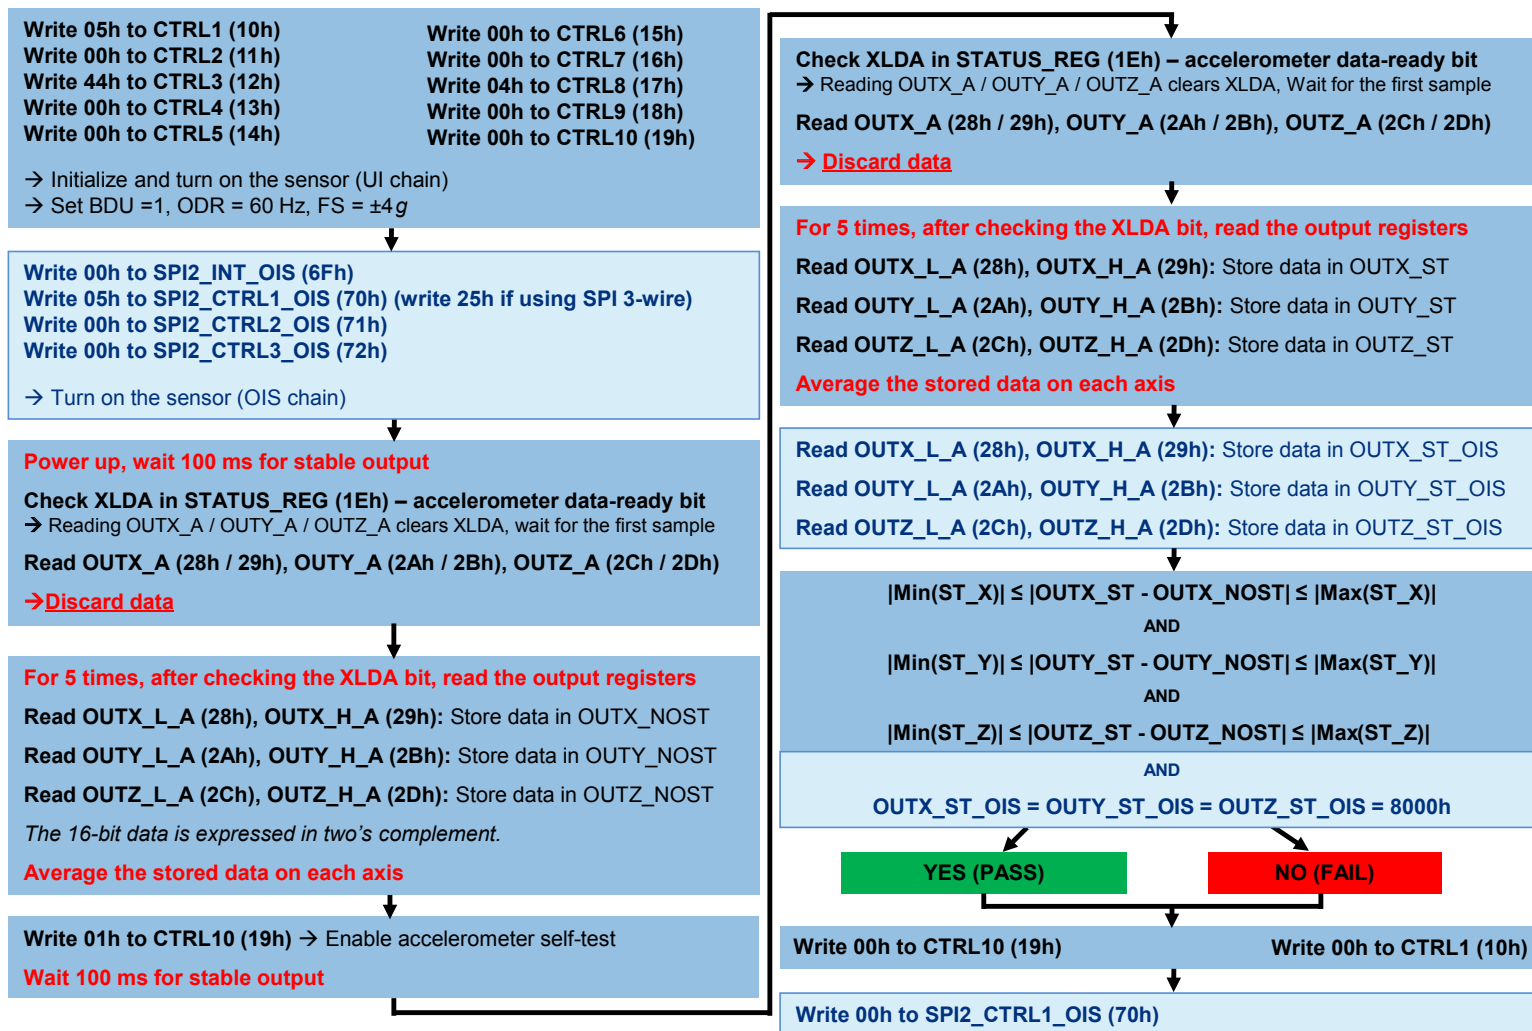 Write 05h to CTRL1 (10h)
Write 00h to CTRL2 (11h)
Write 44h to CTRL3 (12h)
Write 00h to CTRL4 (13h)
Write 00h to CTRL5 (14h)
Write 00h to CTRL6 (15h)
Write 00h to CTRL7 (16h)
Write 04h to CTRL8 (17h)
Write 00h to CTRL9 (18h)
Write 00h to CTRL10 (19h)
→ Initialize and turn on the sensor (UI chain)
→ Set BDU =1, ODR = 60 Hz, FS = ±4g
Write 00h to SPI2_INT_OIS (6Fh)
Write 05h to SPI2_CTRL1_OIS (70h) (write 25h if using SPI 3-wire)
Write 00h to SPI2_CTRL2_OIS (71h)
Write 00h to SPI2_CTRL3_OIS (72h)
→ Turn on the sensor (OIS chain)
Power up, wait 100 ms for stable output
Check XLDA in STATUS_REG (1Eh) – accelerometer data-ready bit
→ Reading OUTX_A / OUTY_A / OUTZ_A clears XLDA, wait for the first sample
Read OUTX_A (28h / 29h), OUTY_A (2Ah / 2Bh), OUTZ_A (2Ch / 2Dh)
→Discard data
For 5 times, after checking the XLDA bit, read the output registers
Read OUTX_L_A (28h), OUTX_H_A (29h): Store data in OUTX_NOST
Read OUTY_L_A (2Ah), OUTY_H_A (2Bh): Store data in OUTY_NOST
Read OUTZ_L_A (2Ch), OUTZ_H_A (2Dh): Store data in OUTZ_NOST
The 16-bit data is expressed in two's complement.
Average the stored data on each axis
Write 01h to CTRL10 (19h) → Enable accelerometer self-test
Wait 100 ms for stable output
Check XLDA in STATUS_REG (1Eh) – accelerometer data-ready bit
→ Reading OUTX_A / OUTY_A / OUTZ_A clears XLDA, Wait for the first sample
Read OUTX_A (28h / 29h), OUTY_A (2Ah / 2Bh), OUTZ_A (2Ch / 2Dh)
→ Discard data
For 5 times, after checking the XLDA bit, read the output registers
Read OUTX_L_A (28h), OUTX_H_A (29h): Store data in OUTX_ST
Read OUTY_L_A (2Ah), OUTY_H_A (2Bh): Store data in OUTY_ST
Read OUTZ_L_A (2Ch), OUTZ_H_A (2Dh): Store data in OUTZ_ST
Average the stored data on each axis
Read OUTX_L_A (28h), OUTX_H_A (29h): Store data in OUTX_ST_OIS
Read OUTY_L_A (2Ah), OUTY_H_A (2Bh): Store data in OUTY_ST_OIS
Read OUTZ_L_A (2Ch), OUTZ_H_A (2Dh): Store data in OUTZ_ST_OIS
|Min(ST_X)| ≤ |OUTX_ST - OUTX_NOST| ≤ |Max(ST_X)|
AND
|Min(ST_Y)| ≤ |OUTY_ST - OUTY_NOST| ≤ |Max(ST_Y)|
AND
|Min(ST_Z)| ≤ |OUTZ_ST - OUTZ_NOST| ≤ |Max(ST_Z)|
AND
OUTX_ST_OIS = OUTY_ST_OIS = OUTZ_ST_OIS = 8000h
YES (PASS)
NO (FAIL)
Write 00h to CTRL10 (19h)
Write 00h to CTRL1 (10h)
Write 00h to SPI2_CTRL1_OIS (70h)